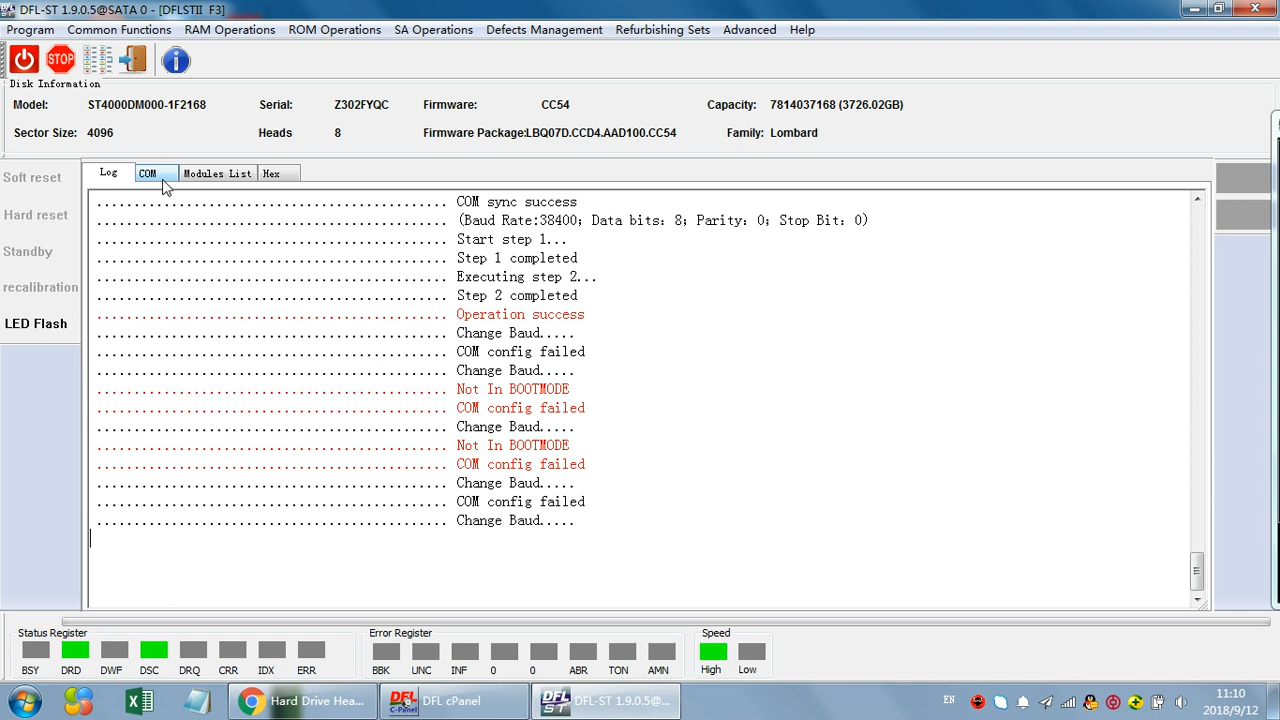 DFL-ST 1.9.0.5@SATA 0 - [DFLSTII F3]
Program Common Functions RAM Operations ROM Operations SA Operations Defects Management Refurbishing Sets Advanced Help
STOP
Disk Information
Model: ST4000DM000-1F2168 Serial: Z302FYQC Firmware: CC54 Capacity: 7814037168 (3726.02GB)
Sector Size: 4096 Heads 8 Firmware Package:LBQ07D.CCD4.AAD100.CC54 Family: Lombard
Log COM Modules List Hex
Soft reset
Hard reset
Standby
recalibration
LED Flash
............................................... COM sync success
............................................... (Baud Rate:38400; Data bits: 8; Parity: 0; Stop Bit: 0)
............................................... Start step 1...
............................................... Step 1 completed
............................................... Executing step 2...
............................................... Step 2 completed
............................................... Operation success
............................................... Change Baud.....
............................................... COM config failed
............................................... Change Baud.....
............................................... Not In BOOTMODE
............................................... COM config failed
............................................... Change Baud.....
............................................... Not In BOOTMODE
............................................... COM config failed
............................................... Change Baud.....
............................................... COM config failed
............................................... Change Baud.....
Status Register Error Register Speed
BSY DRD DWF DSC DRQ CRR IDX ERR BBK UNC INF 0 0 ABR TON AMN High Low
Hard Drive Hea... DFL C-Panel DFL cPanel DFL ST DFL-ST 1.9.0.5@... EN 11:10
2018/9/12